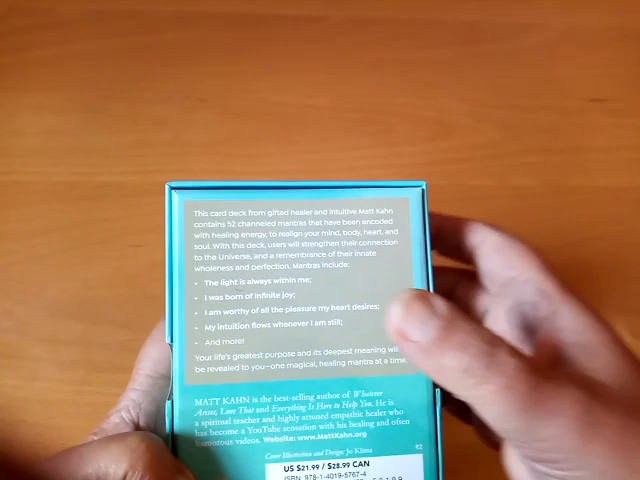 This card deck from gifted healer and intuitive Matt Kahn
contains 52 channeled mantras that have been encoded
with healing energy, to realign your mind, body, heart, and
soul. With this deck, users will strengthen their connection
to the Universe, and a remembrance of their innate
wholeness and perfection. Mantras include:
• The light is always within me;
• I was born of infinite joy;
• I am worthy of all the pleasure my heart desires;
• My intuition flows whenever I am still;
• And more!
Your life's greatest purpose and its deepest meaning
be revealed to you—one magical, healing mantra at a time.
MATT KAHN is the best-selling author of Whatever
Arises, Love That and Everything Is Here to Help You. He is
a spiritual teacher and highly attuned empathic healer who
has become a YouTube sensation with his healing and often
humorous videos. Website: www.MattKahn.org
Cover Illustration and Design: Jo Klima
US $21.99 / $28.99 CAN
ISBN: 978-1-4019-5767-4